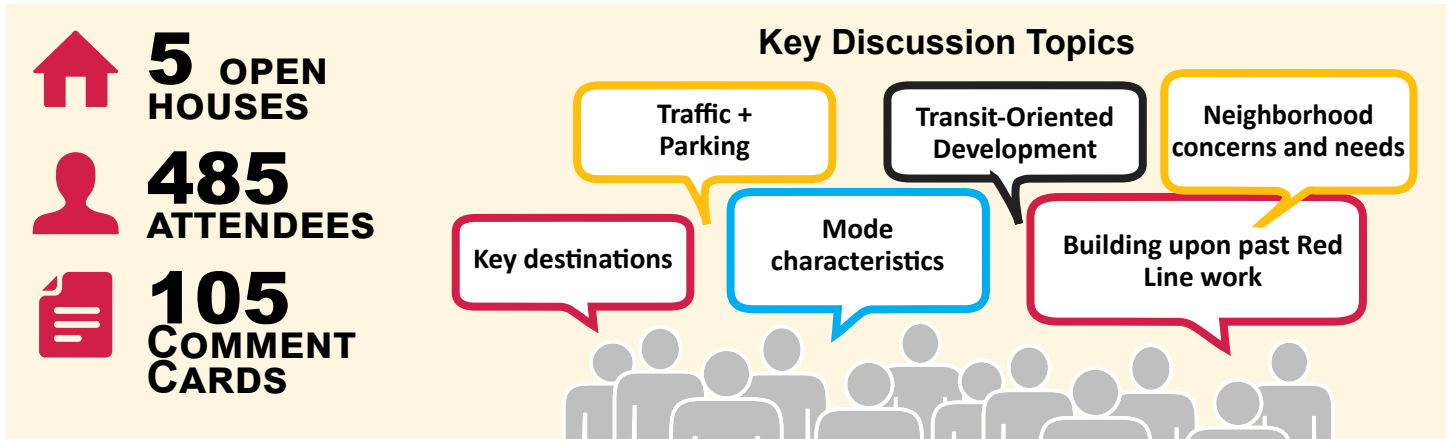 5 OPEN
HOUSES
485
ATTENDEES
105
COMMENT
CARDS
Key Discussion Topics
Traffic +
Parking
Transit-Oriented
Development
Neighborhood
concerns and needs
Key destinations
Mode
characteristics
Building upon past Red
Line work